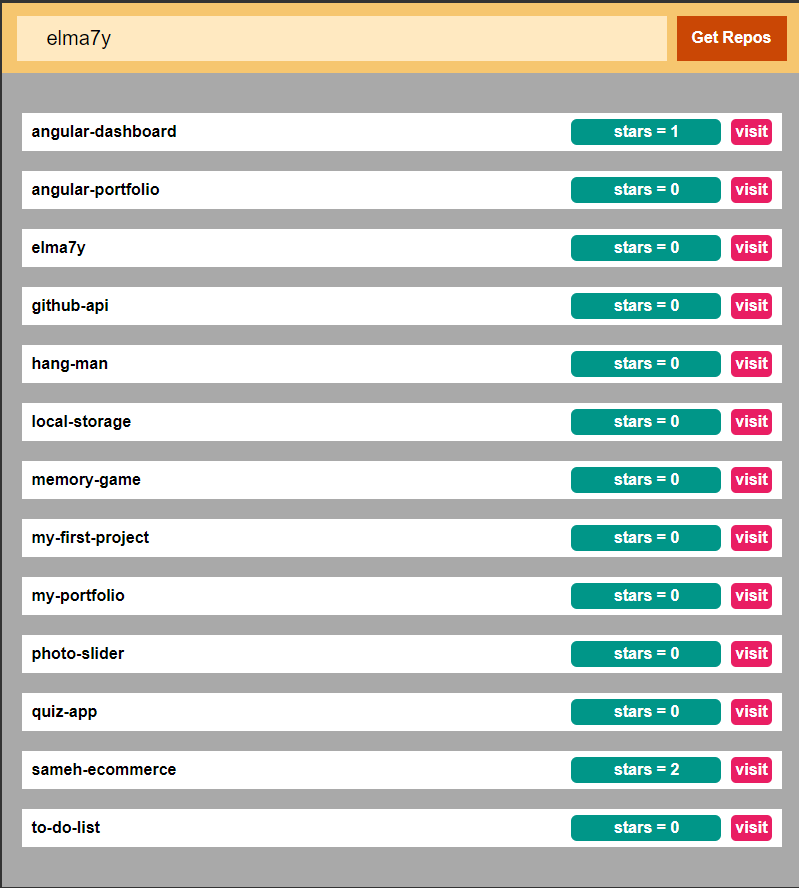 elma7y Get Repos
angular-dashboard stars = 1 visit
angular-portfolio stars = 0 visit
elma7y stars = 0 visit
github-api stars = 0 visit
hang-man stars = 0 visit
local-storage stars = 0 visit
memory-game stars = 0 visit
my-first-project stars = 0 visit
my-portfolio stars = 0 visit
photo-slider stars = 0 visit
quiz-app stars = 0 visit
sameh-ecommerce stars = 2 visit
to-do-list stars = 0 visit